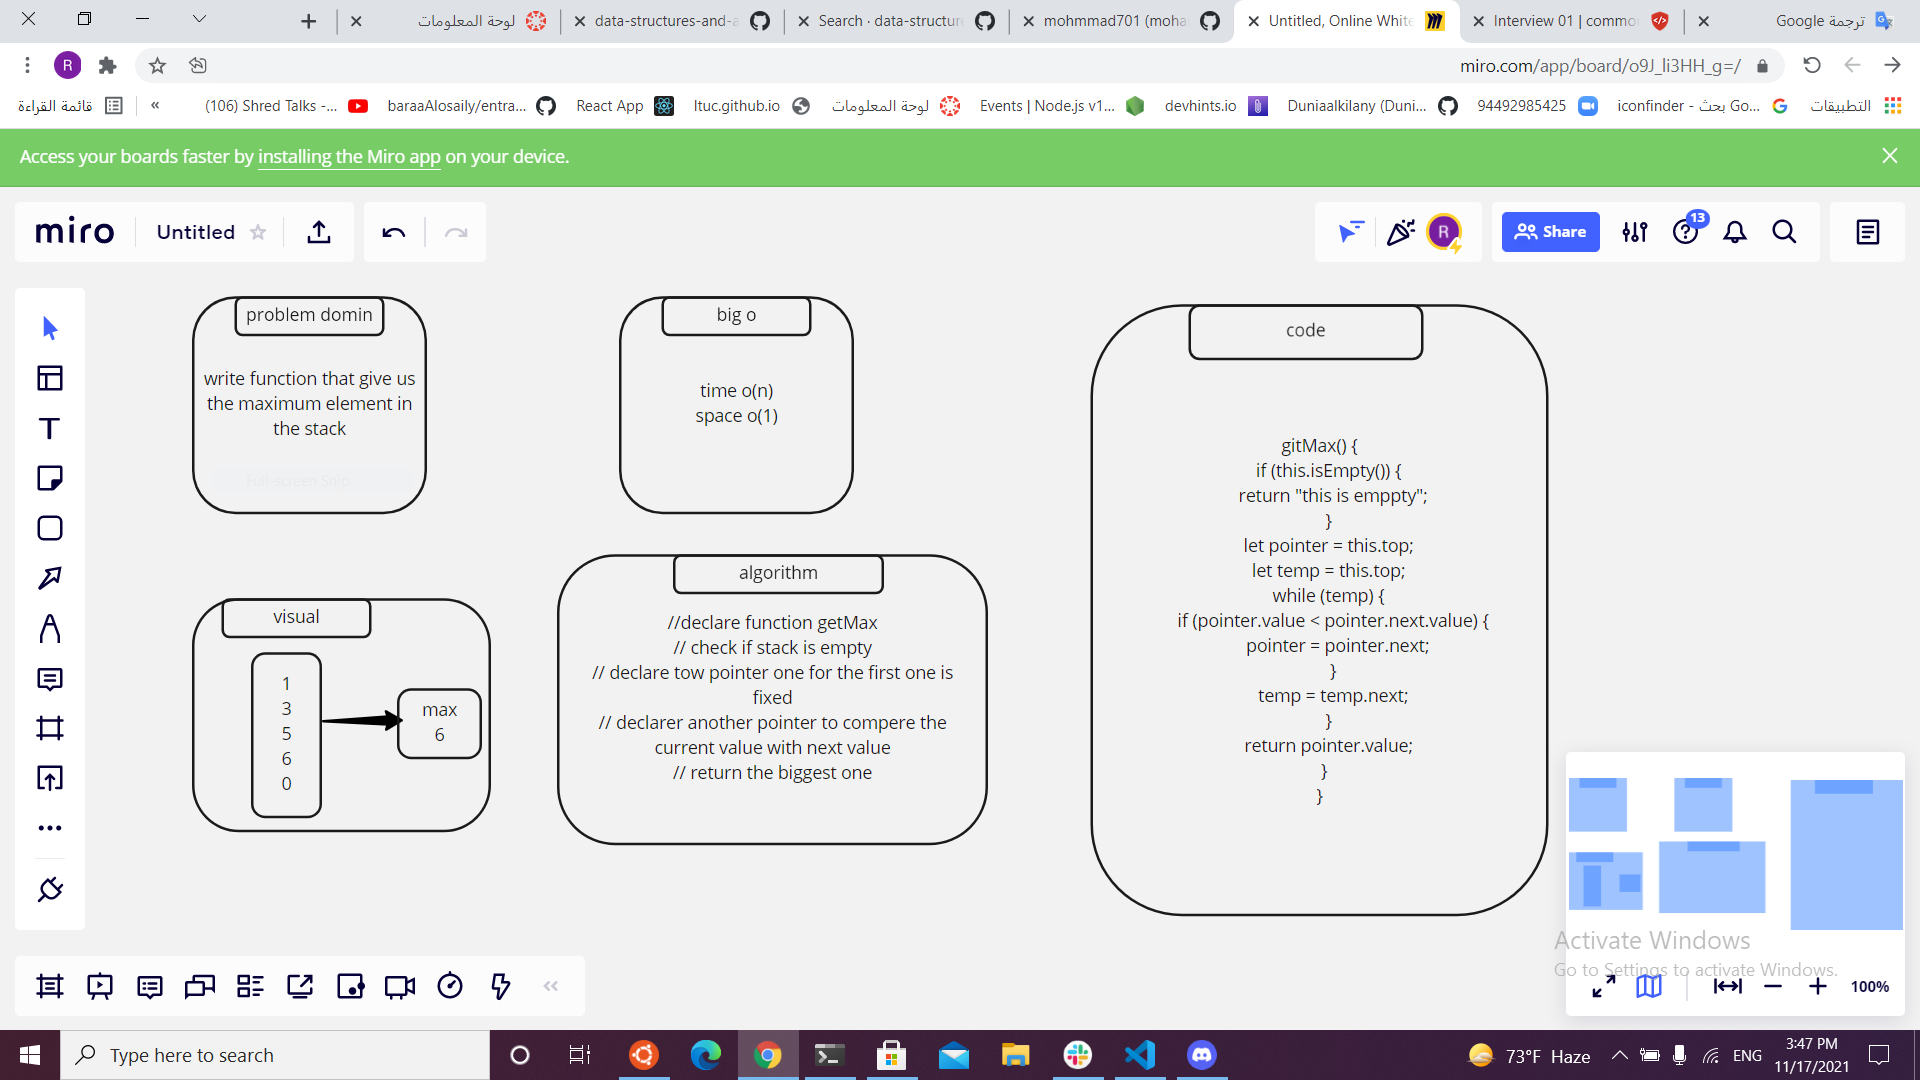 لوحة المعلومات
data-structures-and-a
Search · data-structure
mohmmad701 (moha
Untitled, Online White
Interview 01 | commo
ترجمة Google
R
miro.com/app/board/o9J_li3HH_g=/
قائمة القراءة
(106) Shred Talks -...
baraaAlosaily/entra...
React App
ltuc.github.io
لوحة المعلومات
Events | Node.js v1...
devhints.io
Duniaalkilany (Duni...
94492985425
iconfinder - بحث Go...
التطبيقات
Access your boards faster by installing the Miro app on your device.
miro
Untitled
R
Share
13
problem domin
write function that give us
the maximum element in
the stack
Full-screen Snip
big o
time o(n)
space o(1)
code
gitMax() {
if (this.isEmpty()) {
return "this is emppty";
}
let pointer = this.top;
let temp = this.top;
while (temp) {
if (pointer.value < pointer.next.value) {
pointer = pointer.next;
}
temp = temp.next;
}
return pointer.value;
}
}
visual
1
3
5
6
0
max
6
algorithm
//declare function getMax
// check if stack is empty
// declare tow pointer one for the first one is
fixed
// declarer another pointer to compere the
current value with next value
// return the biggest one
Activate Windows
Go to Settings to activate Windows.
100%
Type here to search
73°F Haze
ENG
3:47 PM
11/17/2021